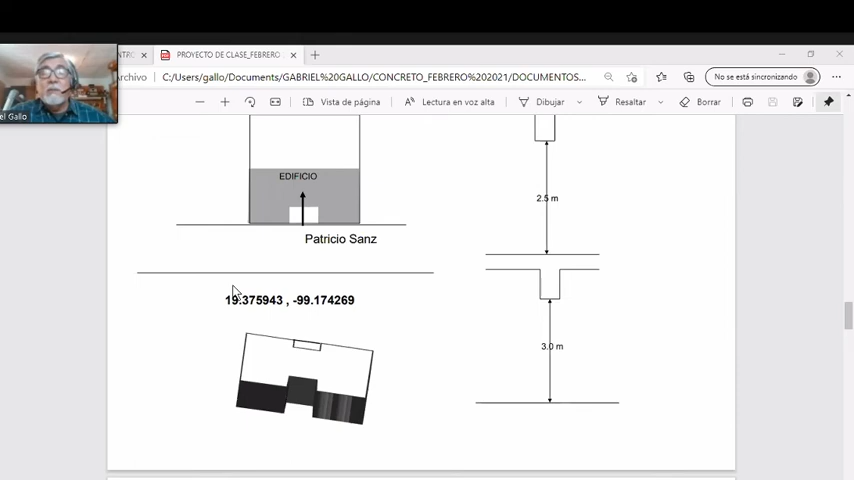 PROYECTO DE CLASE_FEBRERO
rchivo
C:/Users/gallo/Documents/GABRIEL%20GALLO/CONCRETO_FEBRERO%202021/DOCUMENTOS...
No se está sincronizando
Vista de página
Lectura en voz alta
Dibujar
Resaltar
Borrar
el Gallo
EDIFICIO
Patricio Sanz
19.375943 , -99.174269
2.5 m
3.0 m